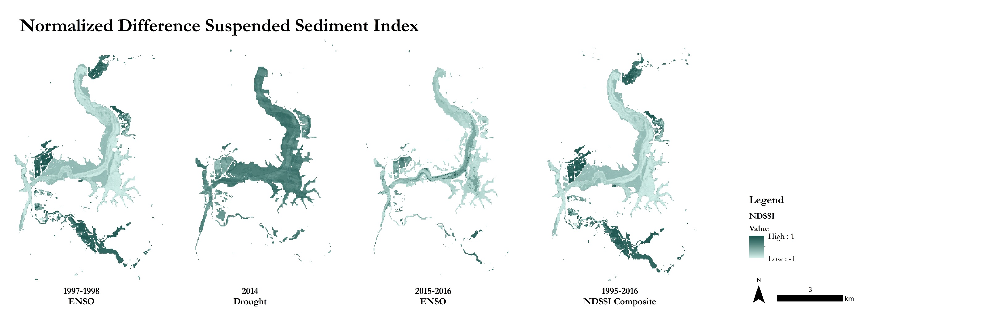 Normalized Difference Suspended Sediment Index
1997-1998
ENSO
2014
Drought
2015-2016
ENSO
1995-2016
NDSSI Composite
Legend
NDSSI
Value
High : 1
Low : -1
N
3
km